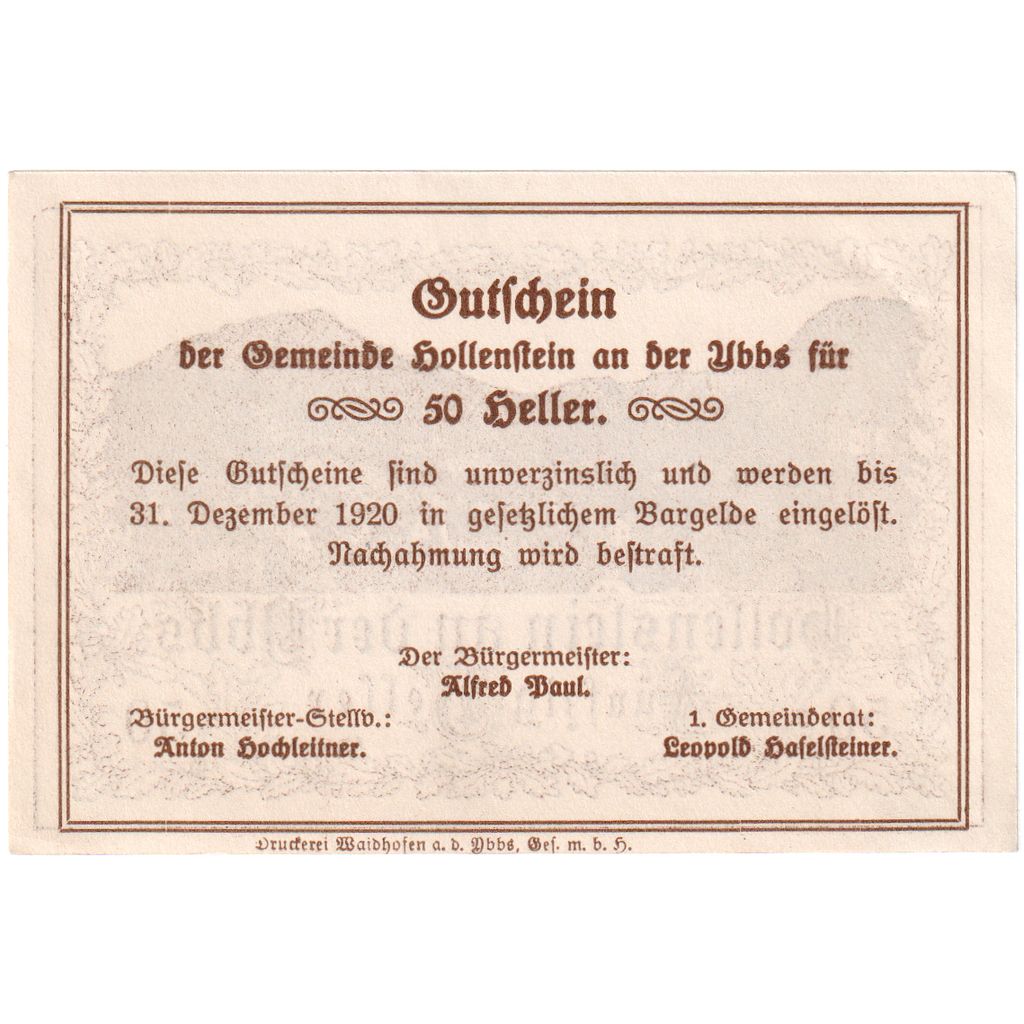 Gutschein
der Gemeinde Hollenstein an der Ybbs für
50 Heller.
Diese Gutscheine sind unverzinslich und werden bis
31. Dezember 1920 in gesetzlichem Bargelde eingelöst.
Nachahmung wird bestraft.
Der Bürgermeister:
Alfred Paul.
Bürgermeister-Stellv.:
Anton Hochleitner.
1. Gemeinderat:
Leopold Haselsteiner.
Druckerei Waidhofen a. d. Ybbs, Ges. m. b. H.